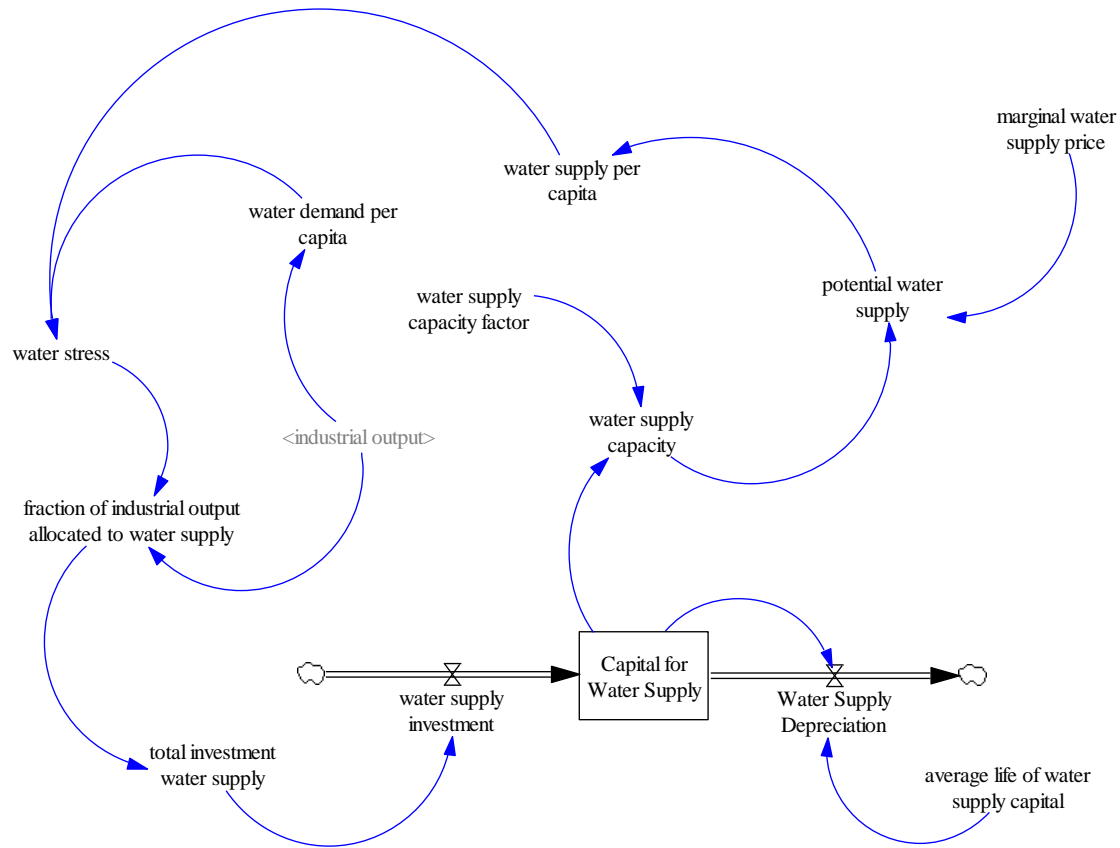 marginal water
supply price
water supply per
capita
water demand per
capita
potential water
supply
water supply
capacity factor
water stress
water supply
capacity
<industrial output>
fraction of industrial output
allocated to water supply
Capital for
Water Supply
water supply
investment
Water Supply
Depreciation
total investment
water supply
average life of water
supply capital